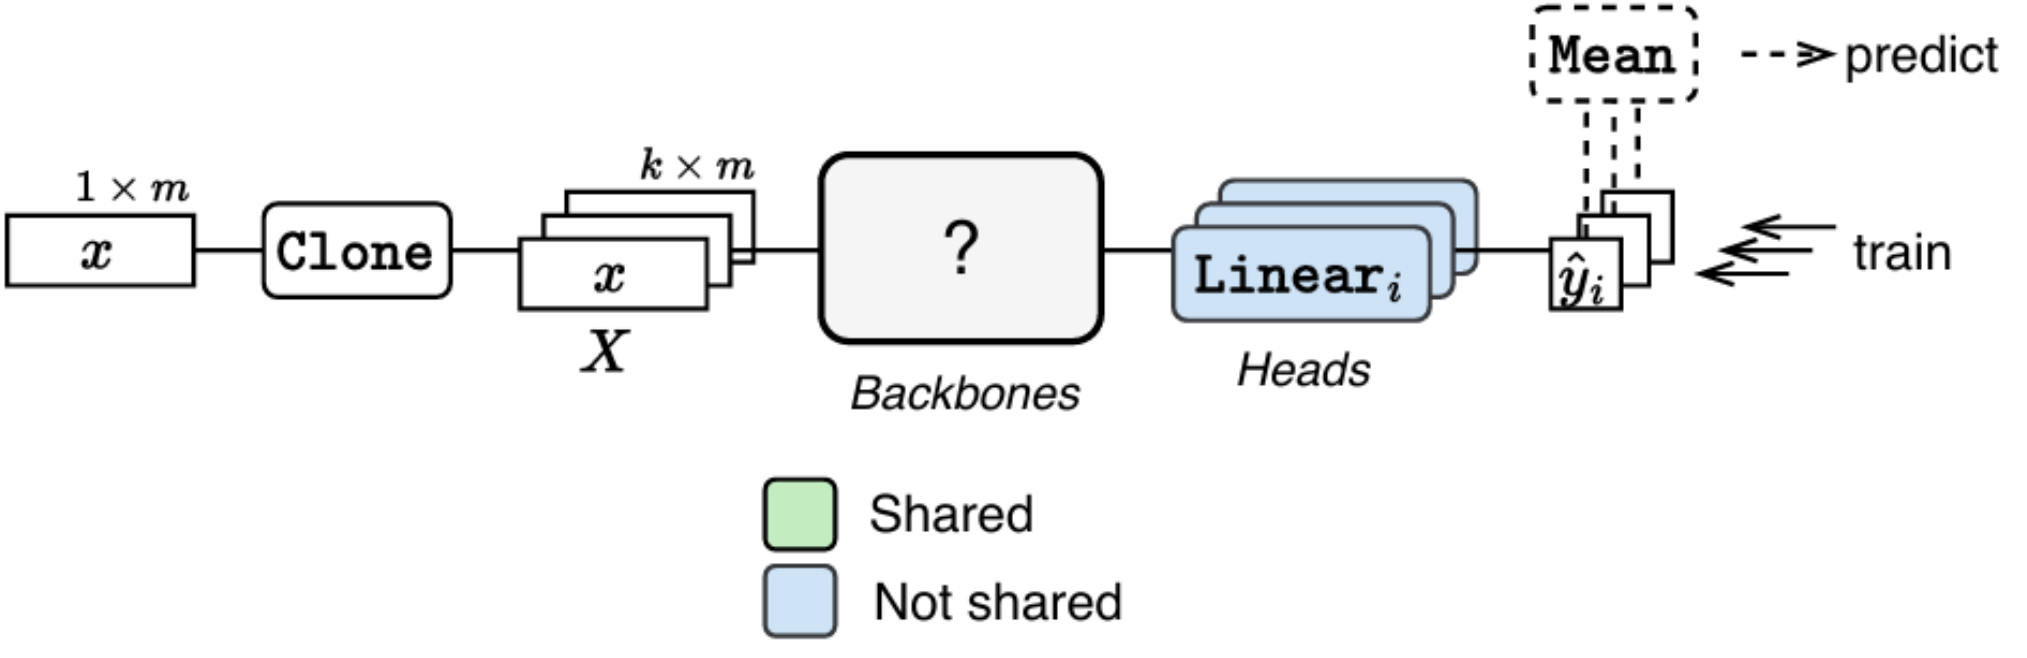 Mean
predict
1 × m
k × m
x
Clone
x
?
Linear_i
ŷ_i
train
X
Backbones
Heads
Shared
Not shared